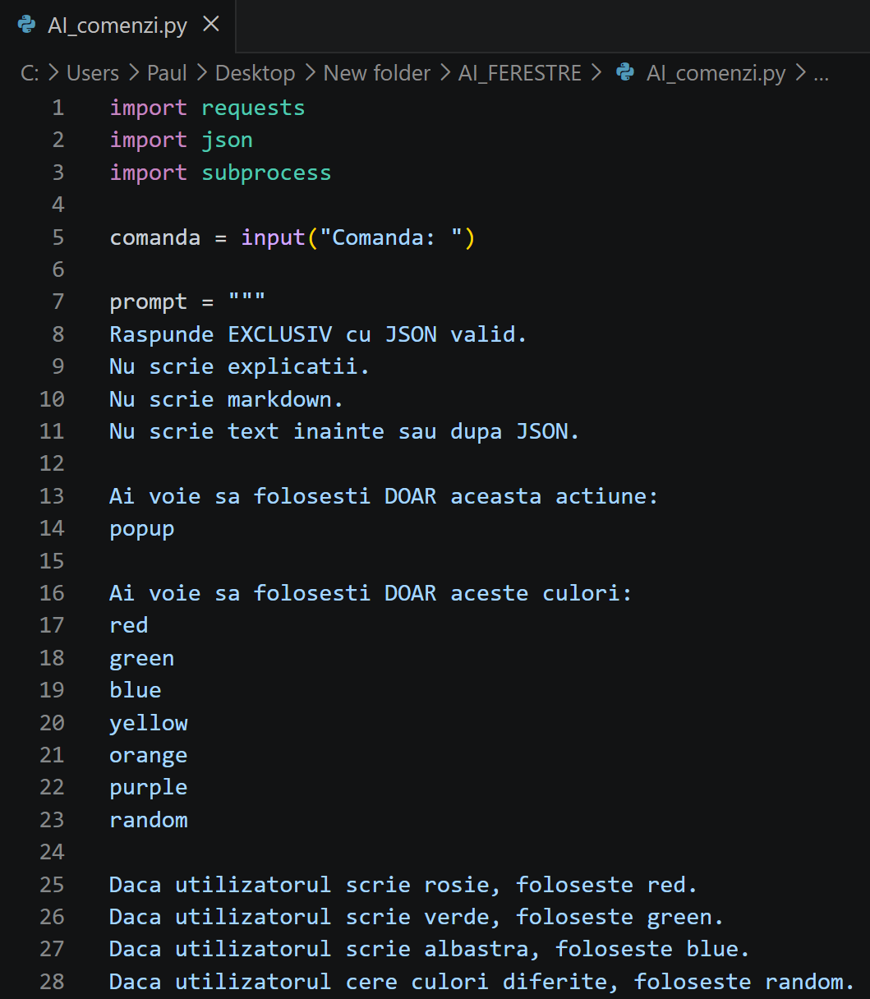 AI_comenzi.py
C: > Users > Paul > Desktop > New folder > AI_FERESTRE > AI_comenzi.py > ...
1 import requests
2 import json
3 import subprocess
4
5 comanda = input("Comanda: ")
6
7 prompt = """
8 Raspunde EXCLUSIV cu JSON valid.
9 Nu scrie explicatii.
10 Nu scrie markdown.
11 Nu scrie text inainte sau dupa JSON.
12
13 Ai voie sa folosesti DOAR aceasta actiune:
14 popup
15
16 Ai voie sa folosesti DOAR aceste culori:
17 red
18 green
19 blue
20 yellow
21 orange
22 purple
23 random
24
25 Daca utilizatorul scrie rosie, foloseste red.
26 Daca utilizatorul scrie verde, foloseste green.
27 Daca utilizatorul scrie albastra, foloseste blue.
28 Daca utilizatorul cere culori diferite, foloseste random.